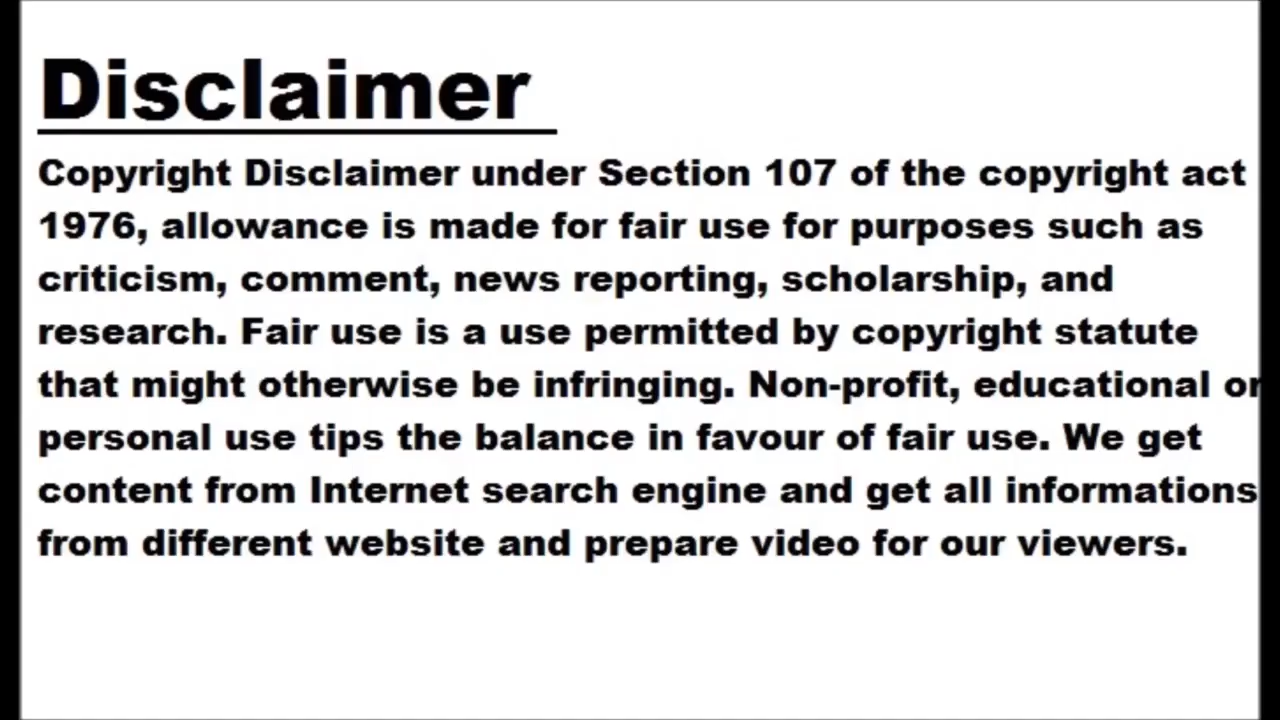 Disclaimer
Copyright Disclaimer under Section 107 of the copyright act
1976, allowance is made for fair use for purposes such as
criticism, comment, news reporting, scholarship, and
research. Fair use is a use permitted by copyright statute
that might otherwise be infringing. Non-profit, educational or
personal use tips the balance in favour of fair use. We get
content from Internet search engine and get all informations
from different website and prepare video for our viewers.